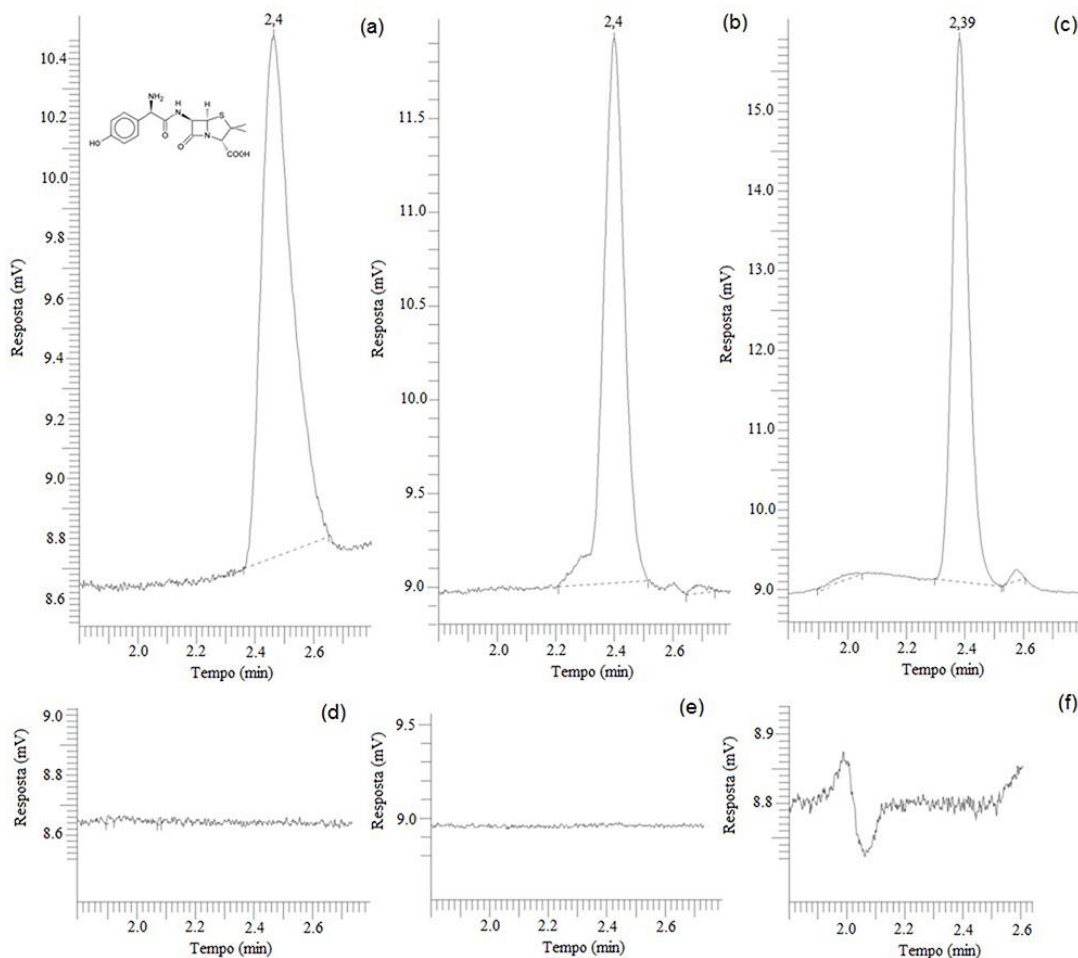 2,4
(a)
10.4
10.2
10.0
9.8
9.6
9.4
9.2
9.0
8.8
8.6
Resposta (mV)
NH₂
H
N
H
S
O
O
N
HO
COOH
2.0
2.2
2.4
2.6
Tempo (min)
2,4
(b)
11.5
11.0
10.5
10.0
9.5
9.0
Resposta (mV)
2.0
2.2
2.4
2.6
Tempo (min)
2,39
(c)
15.0
14.0
13.0
12.0
11.0
10.0
9.0
Resposta (mV)
2.0
2.2
2.4
2.6
Tempo (min)
(d)
9.0
8.8
8.6
Resposta (mV)
2.0
2.2
2.4
2.6
Tempo (min)
(e)
9.5
9.0
Resposta (mV)
2.0
2.2
2.4
2.6
Tempo (min)
(f)
8.9
8.8
Resposta (mV)
2.0
2.2
2.4
2.6
Tempo (min)